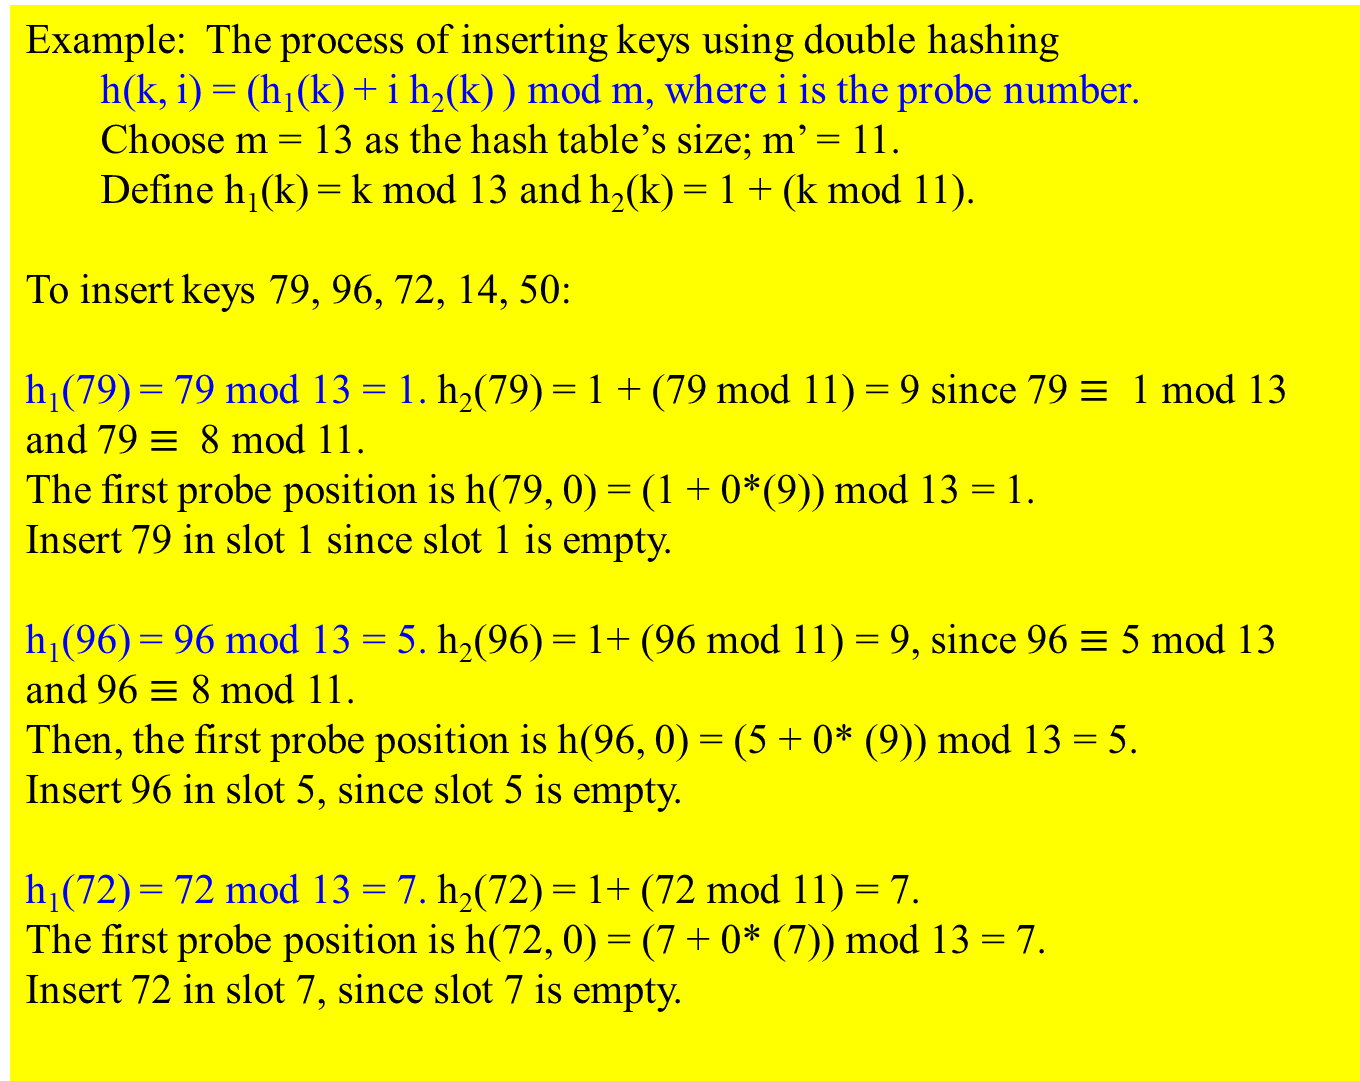 Example: The process of inserting keys using double hashing
h(k, i) = (h₁(k) + i h₂(k) ) mod m, where i is the probe number.
Choose m = 13 as the hash table’s size; m’ = 11.
Define h₁(k) = k mod 13 and h₂(k) = 1 + (k mod 11).
To insert keys 79, 96, 72, 14, 50:
h₁(79) = 79 mod 13 = 1. h₂(79) = 1 + (79 mod 11) = 9 since 79 ≡ 1 mod 13
and 79 ≡ 8 mod 11.
The first probe position is h(79, 0) = (1 + 0*(9)) mod 13 = 1.
Insert 79 in slot 1 since slot 1 is empty.
h₁(96) = 96 mod 13 = 5. h₂(96) = 1+ (96 mod 11) = 9, since 96 ≡ 5 mod 13
and 96 ≡ 8 mod 11.
Then, the first probe position is h(96, 0) = (5 + 0* (9)) mod 13 = 5.
Insert 96 in slot 5, since slot 5 is empty.
h₁(72) = 72 mod 13 = 7. h₂(72) = 1+ (72 mod 11) = 7.
The first probe position is h(72, 0) = (7 + 0* (7)) mod 13 = 7.
Insert 72 in slot 7, since slot 7 is empty.